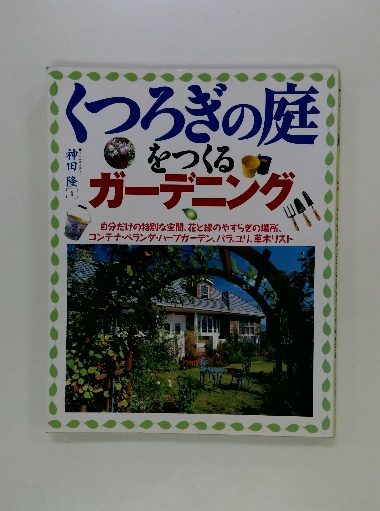 くつろぎの庭
をつくる
ガーデニング
神田隆
自分だけの特別な空間、花と緑のやすらぎの場所。
コンテナ・ベランダ・ハーブガーデン、バラ、ユリ、草木リスト